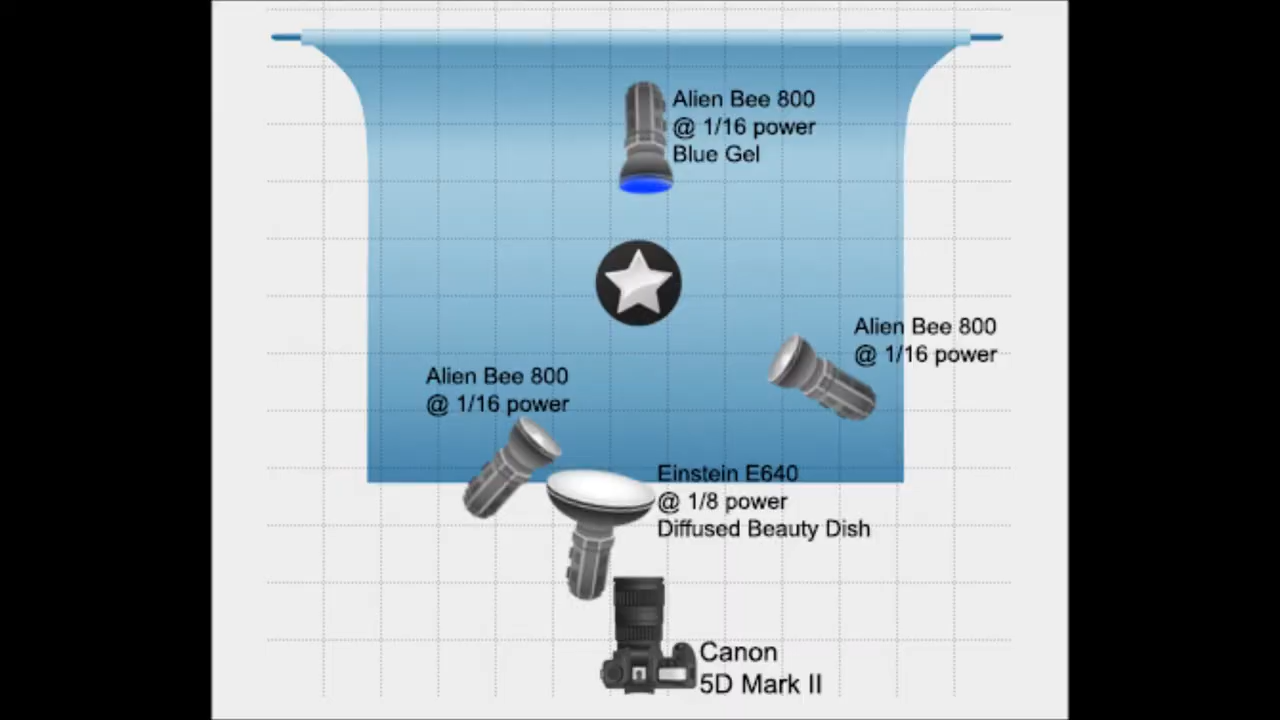 Alien Bee 800
@ 1/16 power
Blue Gel
Alien Bee 800
@ 1/16 power
Alien Bee 800
@ 1/16 power
Einstein E640
@ 1/8 power
Diffused Beauty Dish
Canon
5D Mark II